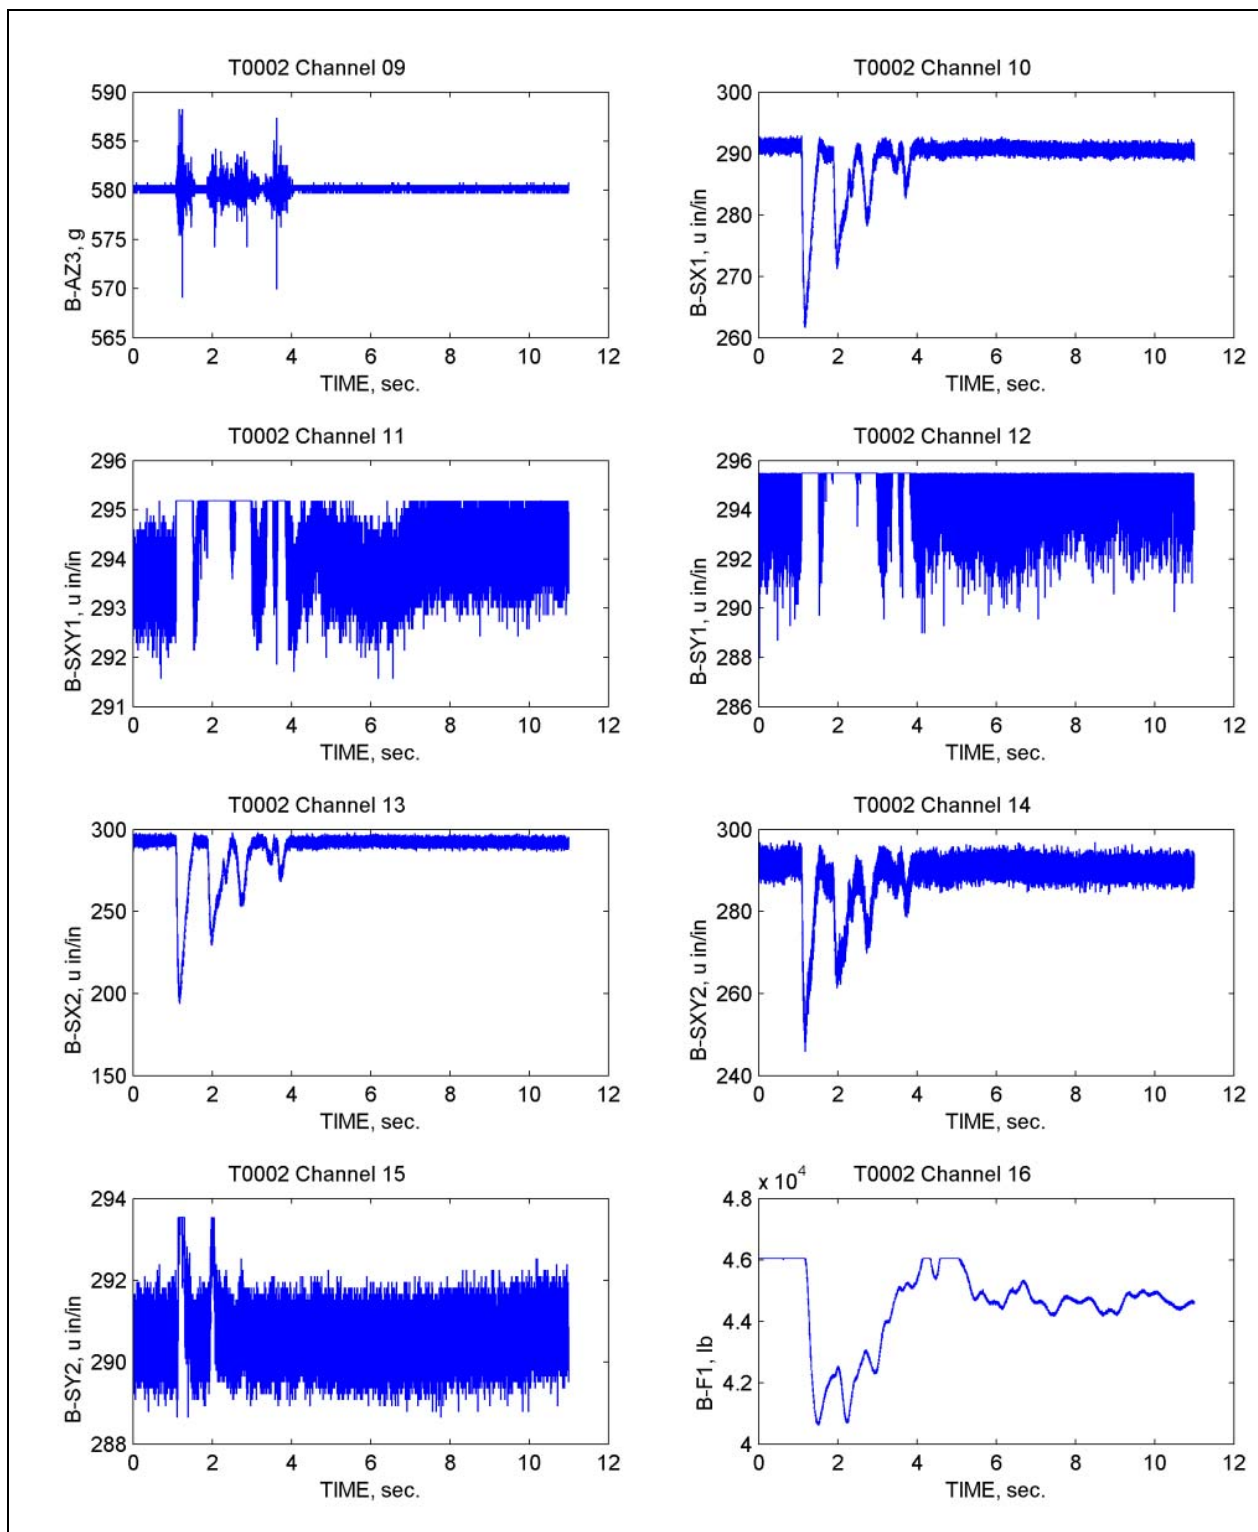 T0002 Channel 09
B-AZ3, g
590
585
580
575
570
565
0 2 4 6 8 10 12
TIME, sec.
T0002 Channel 10
B-SX1, u in/in
300
290
280
270
260
0 2 4 6 8 10 12
TIME, sec.
T0002 Channel 11
B-SXY1, u in/in
296
295
294
293
292
291
0 2 4 6 8 10 12
TIME, sec.
T0002 Channel 12
B-SY1, u in/in
296
294
292
290
288
286
0 2 4 6 8 10 12
TIME, sec.
T0002 Channel 13
B-SX2, u in/in
300
250
200
150
0 2 4 6 8 10 12
TIME, sec.
T0002 Channel 14
B-SXY2, u in/in
300
280
260
240
0 2 4 6 8 10 12
TIME, sec.
T0002 Channel 15
B-SY2, u in/in
294
292
290
288
0 2 4 6 8 10 12
TIME, sec.
x 10^4
T0002 Channel 16
B-F1, lb
4.8
4.6
4.4
4.2
4
0 2 4 6 8 10 12
TIME, sec.